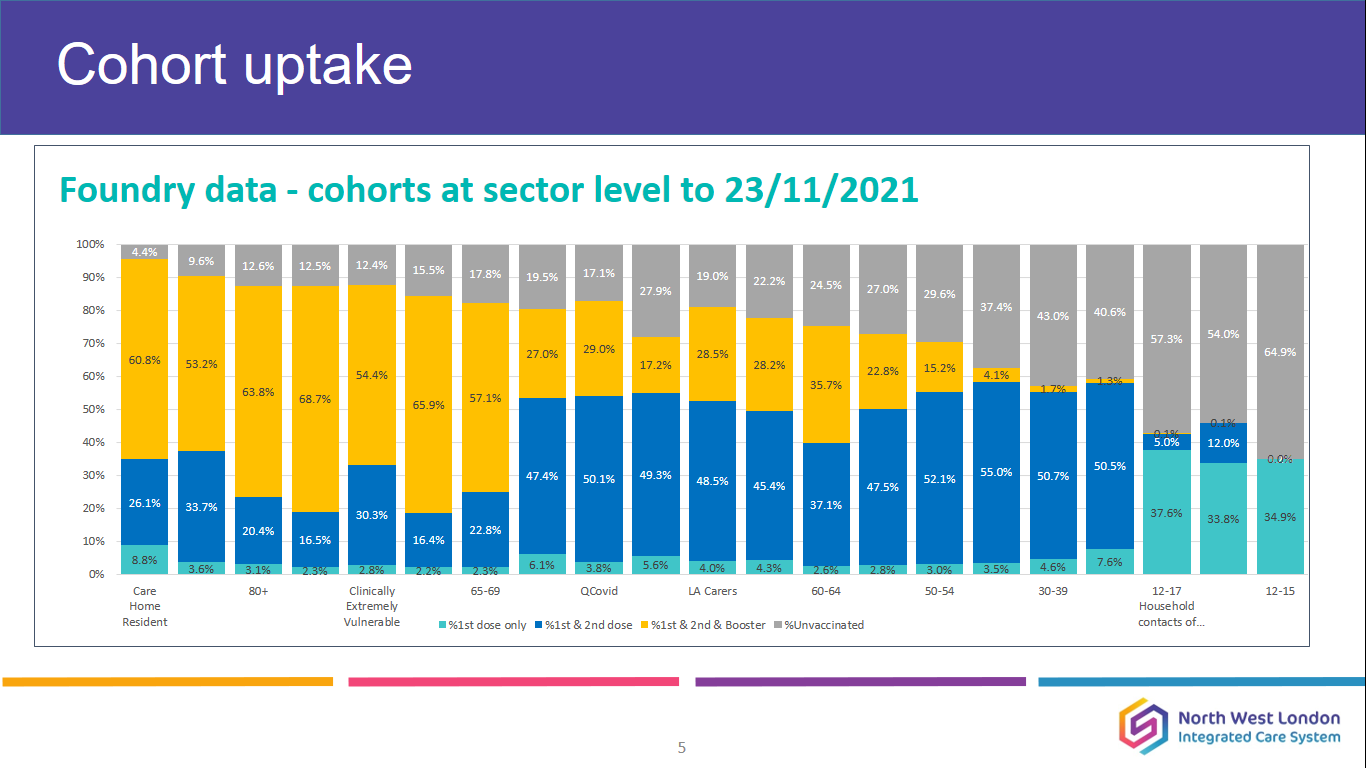 Cohort uptake
Foundry data - cohorts at sector level to 23/11/2021
100%
90%
80%
70%
60%
50%
40%
30%
20%
10%
0%
4.4% 9.6% 12.6% 12.5% 12.4% 15.5% 17.8% 19.5% 17.1% 27.9% 19.0% 22.2% 24.5% 27.0% 29.6% 37.4% 43.0% 40.6% 57.3% 54.0% 64.9%
60.8% 53.2% 63.8% 68.7% 54.4% 65.9% 57.1% 27.0% 29.0% 17.2% 28.5% 28.2% 35.7% 22.8% 15.2% 4.1% 1.7% 1.3% 0.1% 0.1% 0.0%
26.1% 33.7% 20.4% 16.5% 30.3% 16.4% 22.8% 47.4% 50.1% 49.3% 48.5% 45.4% 37.1% 47.5% 52.1% 55.0% 50.7% 50.5% 5.0% 12.0%
8.8% 3.6% 3.1% 2.3% 2.8% 2.2% 2.3% 6.1% 3.8% 5.6% 4.0% 4.3% 2.6% 2.8% 3.0% 3.5% 4.6% 7.6% 37.6% 33.8% 34.9%
Care
Home
Resident
80+
Clinically
Extremely
Vulnerable
65-69
QCovid
LA Carers
60-64
50-54
30-39
12-17
Household
contacts of...
12-15
%1st dose only %1st & 2nd dose %1st & 2nd & Booster %Unvaccinated
North West London
Integrated Care System
5